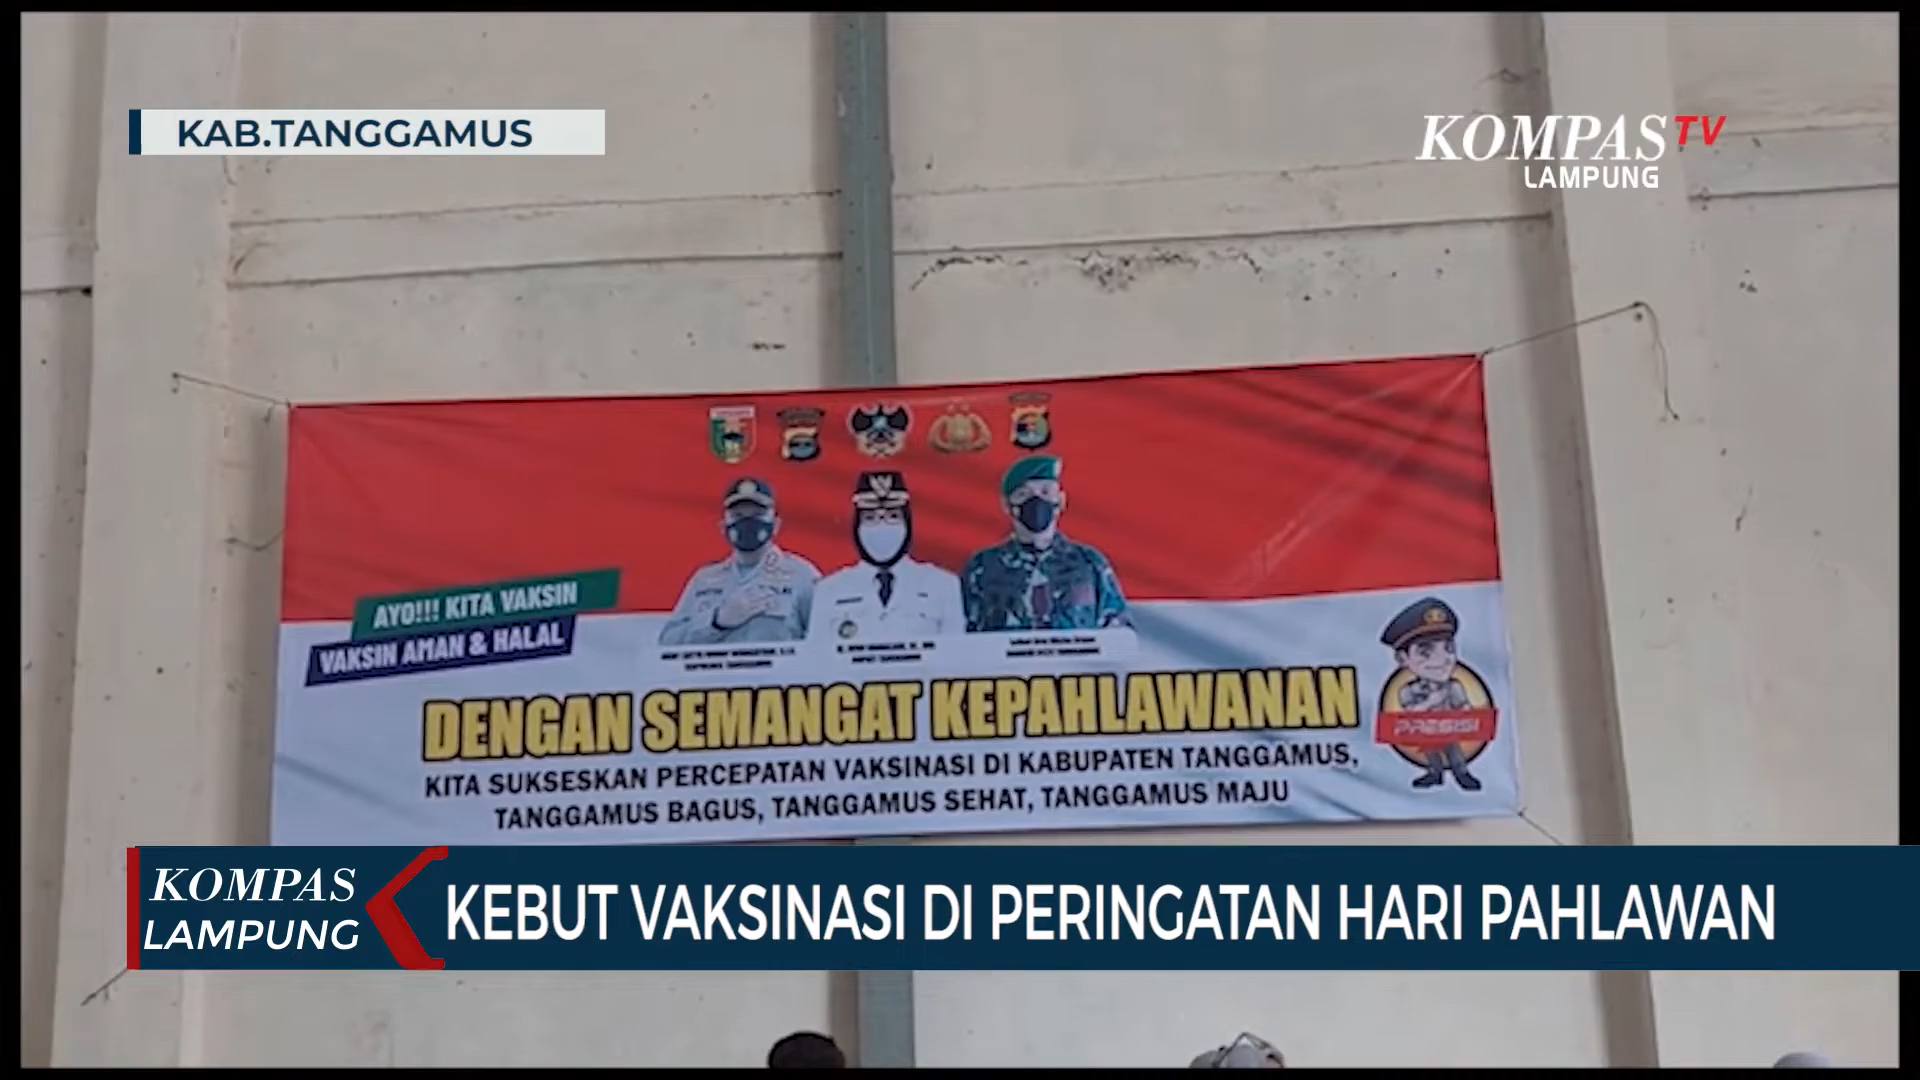 KAB.TANGGAMUS
KOMPAS TV
LAMPUNG
AYO!!! KITA VAKSIN
VAKSIN AMAN & HALAL
DENGAN SEMANGAT KEPAHLAWANAN
KITA SUKSESKAN PERCEPATAN VAKSINASI DI KABUPATEN TANGGAMUS,
TANGGAMUS BAGUS, TANGGAMUS SEHAT, TANGGAMUS MAJU
PRESISI
KOMPAS
LAMPUNG
KEBUT VAKSINASI DI PERINGATAN HARI PAHLAWAN